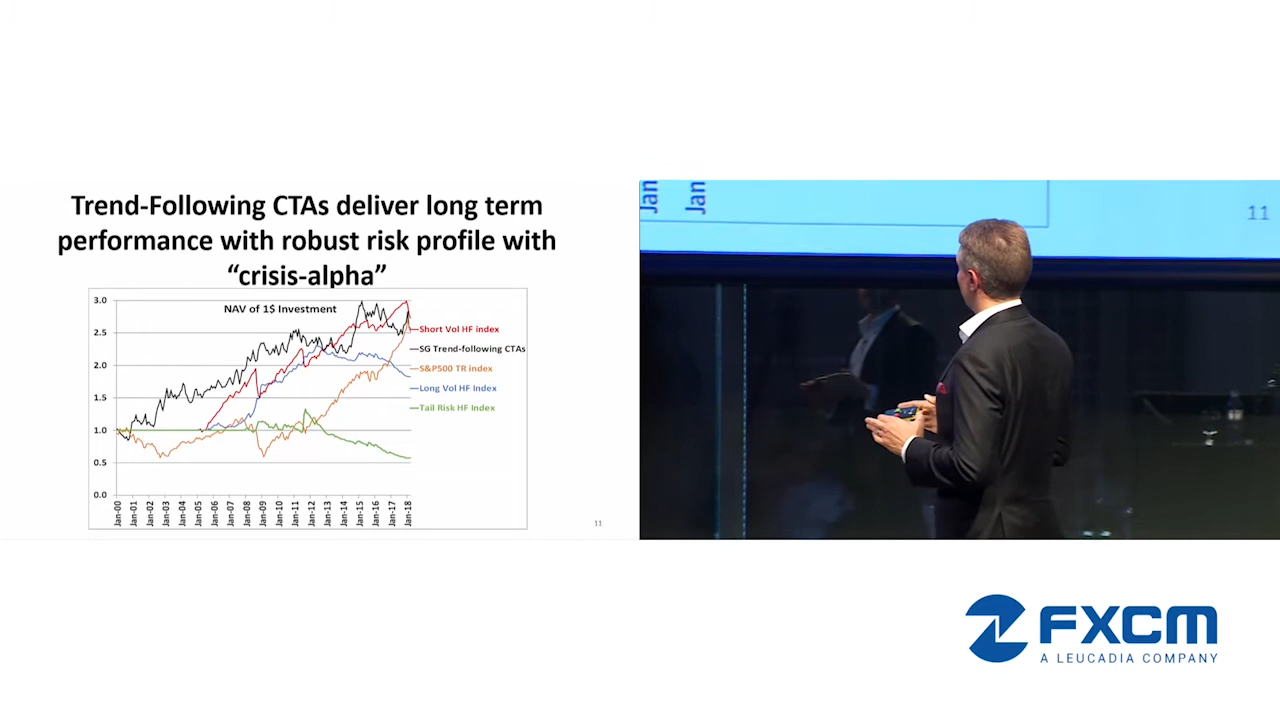 Trend-Following CTAs deliver long term
performance with robust risk profile with
“crisis-alpha”
NAV of 1$ Investment
3.0
2.5
2.0
1.5
1.0
0.5
0.0
Short Vol HF index
SG Trend-following CTAs
S&P500 TR index
Long Vol HF Index
Tail Risk HF Index
Jan-00
Jan-01
Jan-02
Jan-03
Jan-04
Jan-05
Jan-06
Jan-07
Jan-08
Jan-09
Jan-10
Jan-11
Jan-12
Jan-13
Jan-14
Jan-15
Jan-16
Jan-17
Jan-18
11
Jan
Jan
11
FXCM
A LEUCADIA COMPANY